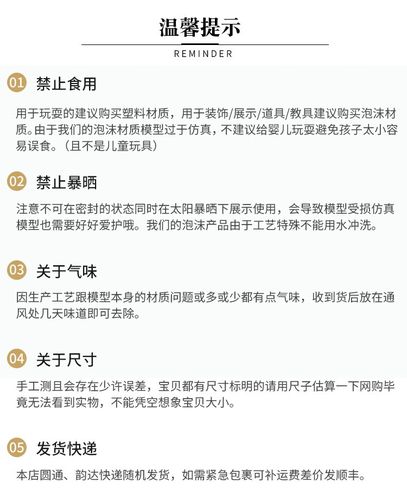 温馨提示
REMINDER
01 禁止食用
用于玩耍的建议购买塑料材质，用于装饰/展示/道具/教具建议购买泡沫材
质。由于我们的泡沫材质模型过于仿真，不建议给婴儿玩耍避免孩子太小容
易误食。（且不是儿童玩具）
02 禁止暴晒
注意不可在密封的状态同时在太阳暴晒下展示使用，会导致模型受损仿真
模型也需要好好爱护哦。我们的泡沫产品由于工艺特殊不能用水冲洗。
03 关于气味
因生产工艺跟模型本身的材质问题或多或少都有点气味，收到货后放在通
风处几天味道即可去除。
04 关于尺寸
手工测且会存在少许误差，宝贝都有尺寸标明的请用尺子估算一下网购毕
竟无法看到实物，不能凭空想象宝贝大小。
05 发货快递
本店圆通、韵达快递随机发货，如需紧急包裹可补运费差价发顺丰。